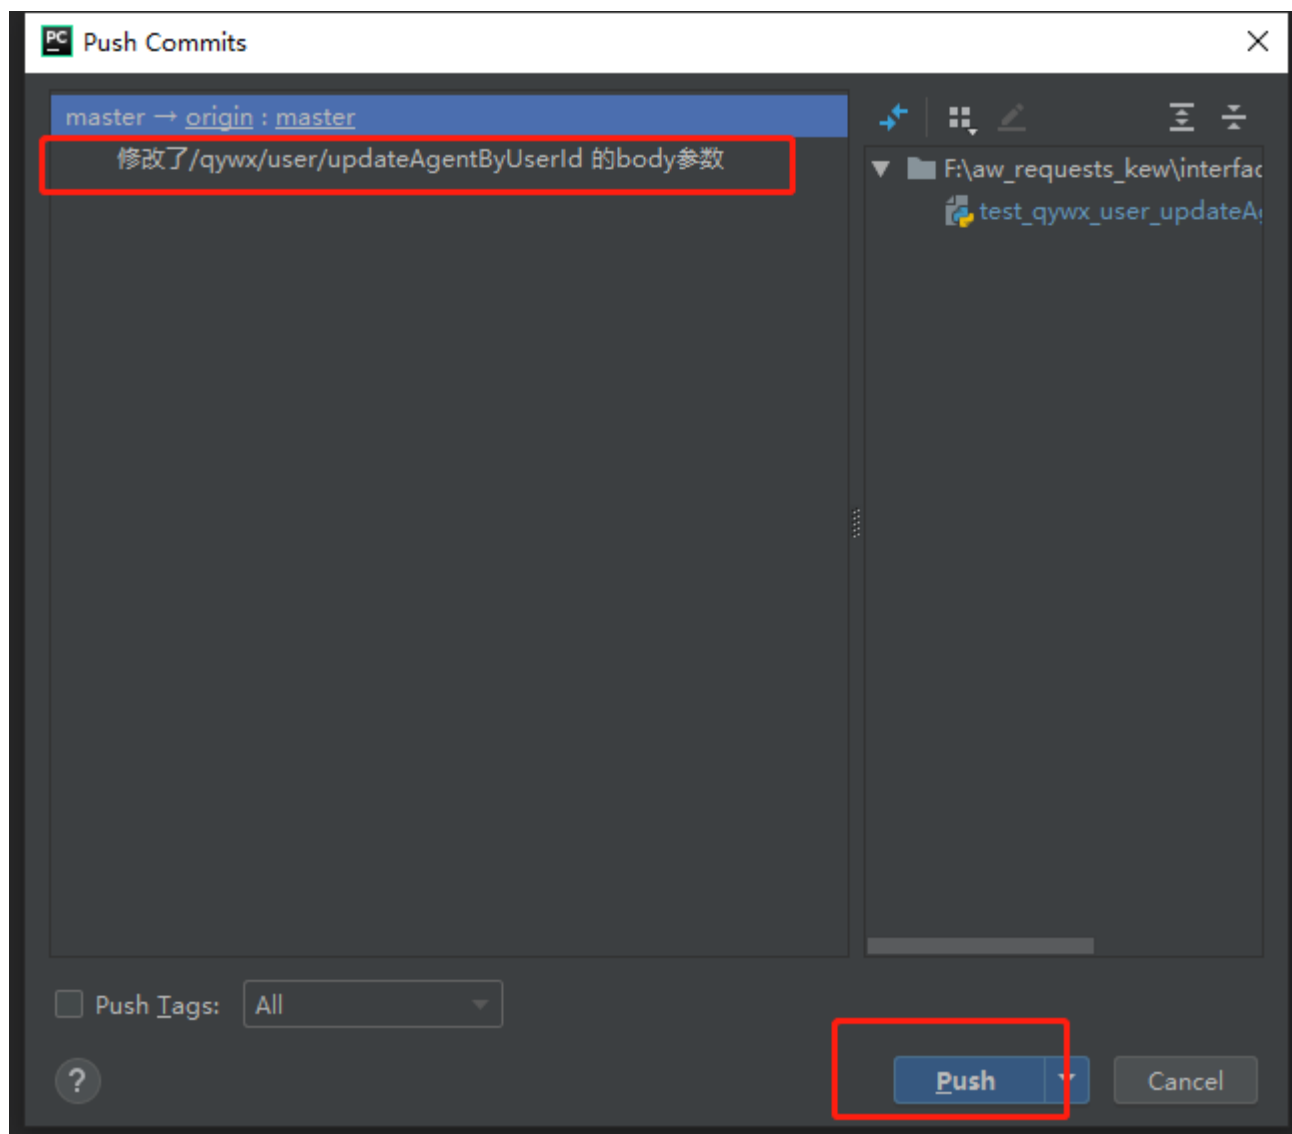 PC Push Commits
master → origin : master
修改了/qywx/user/updateAgentByUserId 的body参数
F:\aw_requests_kew\interfac
test_qywx_user_updateAg
Push Tags: All
?
Push
Cancel